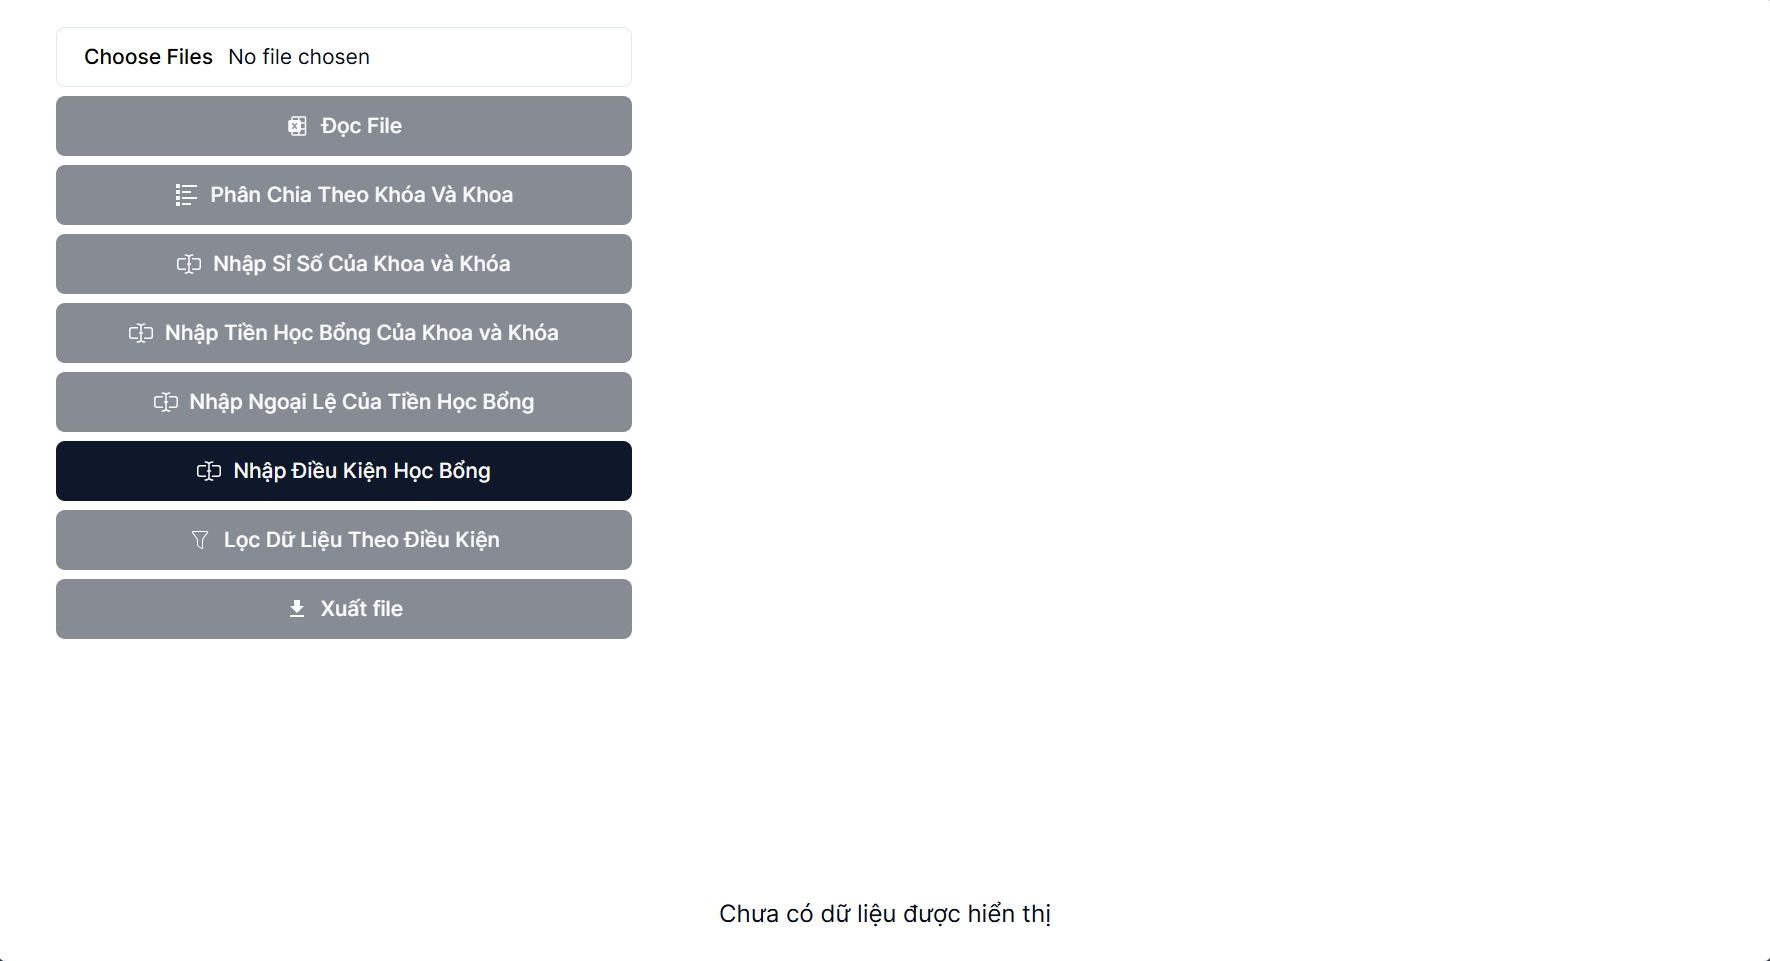 Choose Files No file chosen
Đọc File
Phân Chia Theo Khóa Và Khoa
Nhập Sỉ Số Của Khoa và Khóa
Nhập Tiền Học Bổng Của Khoa và Khóa
Nhập Ngoại Lệ Của Tiền Học Bổng
Nhập Điều Kiện Học Bổng
Lọc Dữ Liệu Theo Điều Kiện
Xuất file
Chưa có dữ liệu được hiển thị